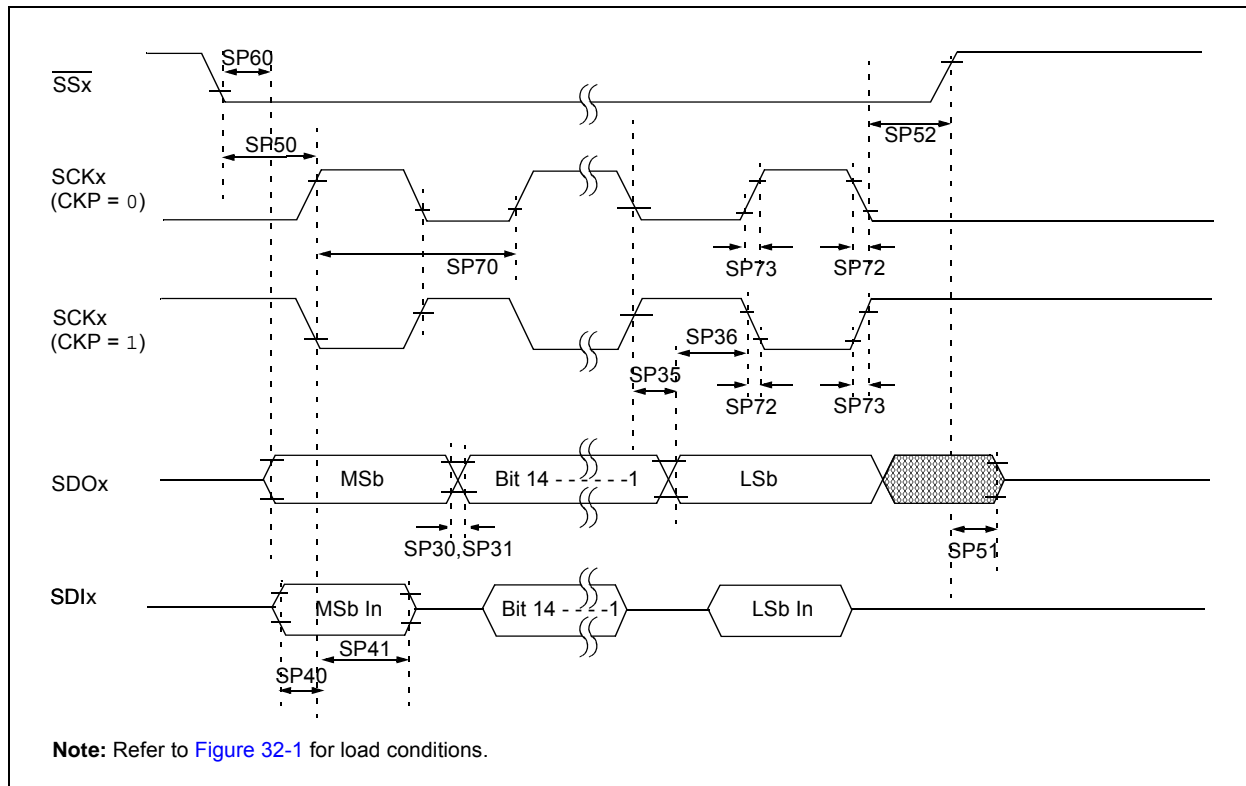 SP60
SSx
SP50
SP52
SCKx
(CKP = 0)
SP70
SP73
SP72
SCKx
(CKP = 1)
SP36
SP35
SP72
SP73
SDOx
MSb
Bit 14 - - - - - -1
LSb
SP30,SP31
SP51
SDIx
MSb In
Bit 14 - - - -1
LSb In
SP41
SP40
Note: Refer to Figure 32-1 for load conditions.